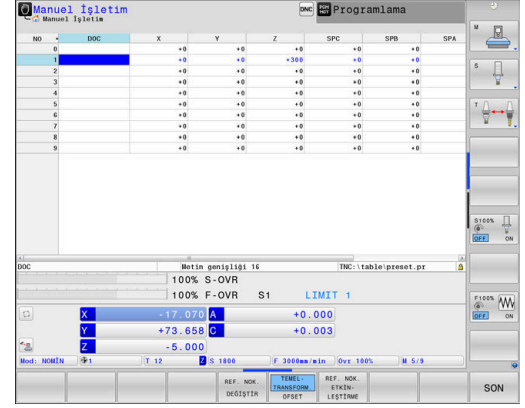 Manuel İşletim
Manuel İşletim
DNC
Programlama
NO DOC X Y Z SPC SPB SPA
0 +0 +0 +0 +0 +0
1 +0 +0 +300 +0 +0
2 +0 +0 +0 +0 +0
3 +0 +0 +0 +0 +0
4 +0 +0 +0 +0 +0
5 +0 +0 +0 +0 +0
6 +0 +0 +0 +0 +0
7 +0 +0 +0 +0 +0
8 +0 +0 +0 +0 +0
9 +0 +0 +0 +0 +0
DOC Metin genişliği 16 TNC:\table\preset.pr
100% S-OVR
100% F-OVR S1 LIMIT 1
X -17.070 A +0.000
Y +73.658 C +0.003
Z -5.000
Mod: NOMİN 1 T 12 Z S 1800 F 3000mm/min Ovr 100% M 5/9
REF. NOK.
DEĞİŞTİR
TEMEL-
TRANSFORM.
OFSET
REF. NOK.
ETKİN-
LEŞTİRME
SON
M
S
T
S100%
OFF ON
F100%
OFF ON